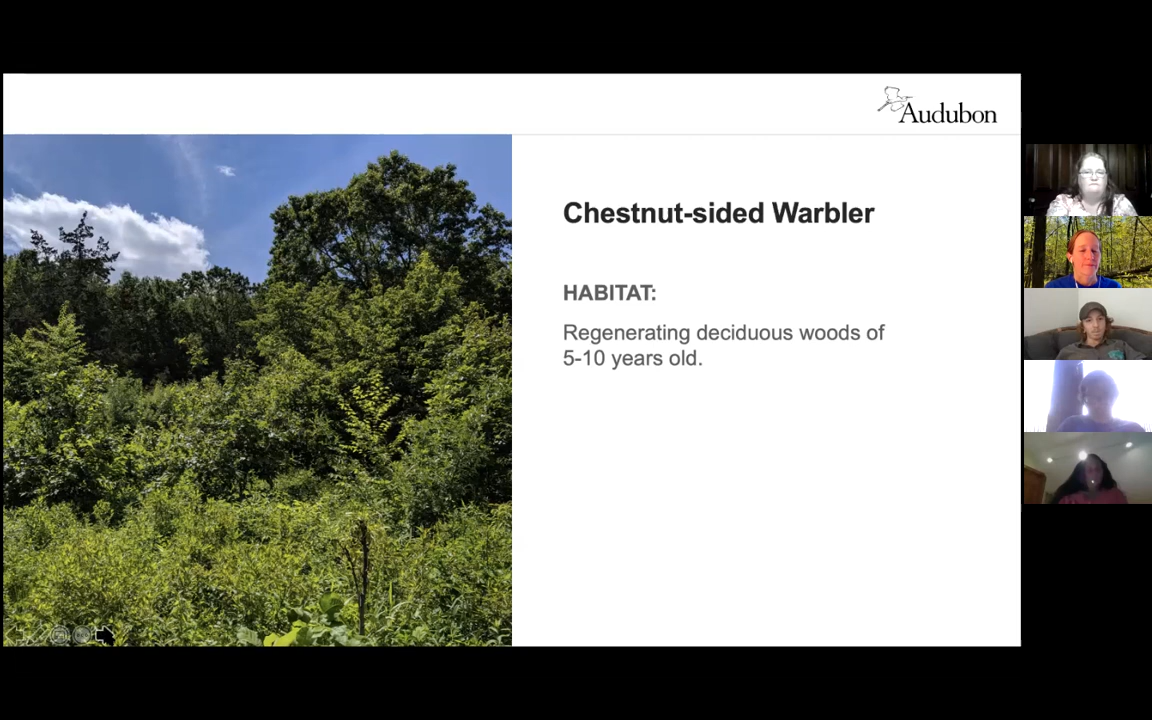 Audubon
Chestnut-sided Warbler
HABITAT:
Regenerating deciduous woods of
5-10 years old.